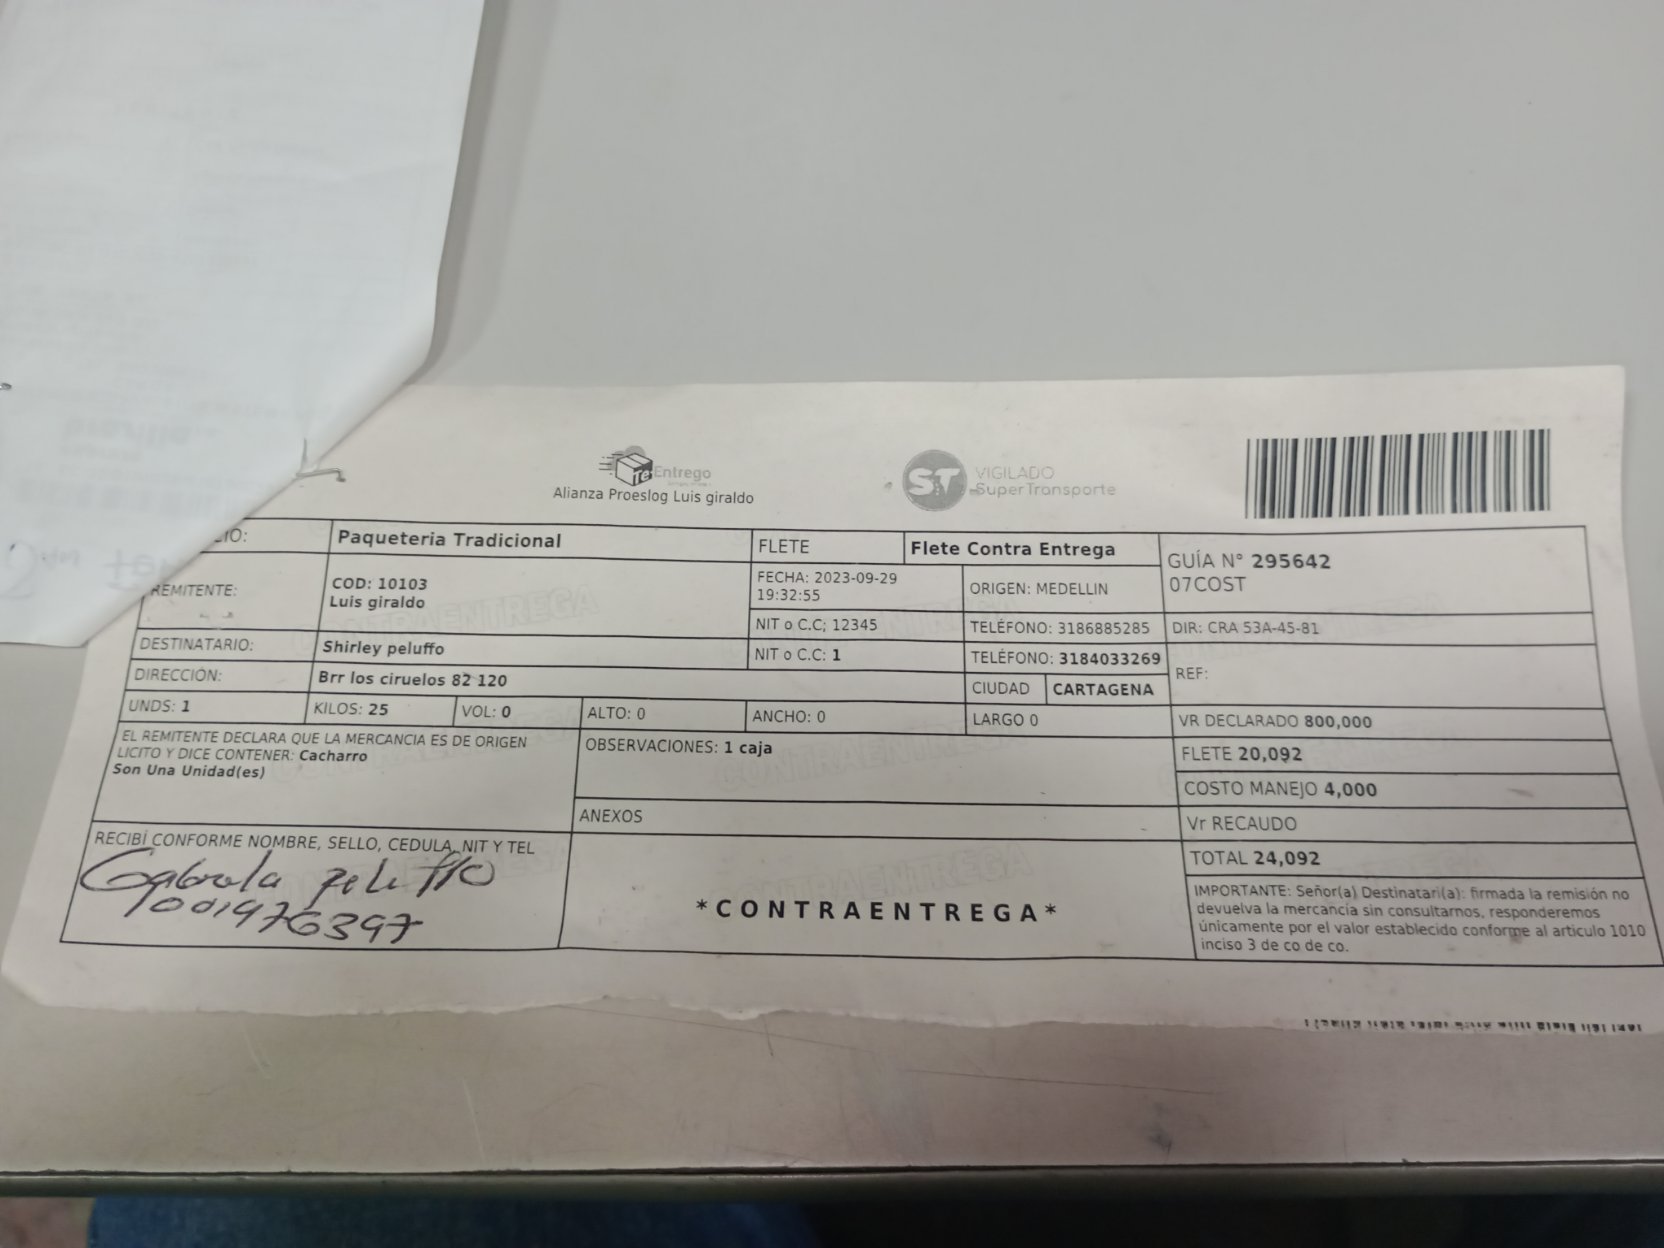 Te Entrego
Alianza Proeslog Luis giraldo
ST VIGILADO
SuperTransporte
CIO: Paqueteria Tradicional FLETE Flete Contra Entrega
GUÍA N° 295642
07COST
REMITENTE: COD: 10103
Luis giraldo
FECHA: 2023-09-29
19:32:55
ORIGEN: MEDELLIN
NIT o C.C; 12345 TELÉFONO: 3186885285 DIR: CRA 53A-45-81
DESTINATARIO: Shirley peluffo NIT o C.C: 1 TELÉFONO: 3184033269 REF:
DIRECCIÓN: Brr los ciruelos 82 120 CIUDAD CARTAGENA
UNDS: 1 KILOS: 25 VOL: 0 ALTO: 0 ANCHO: 0 LARGO 0 VR DECLARADO 800,000
EL REMITENTE DECLARA QUE LA MERCANCIA ES DE ORIGEN
LICITO Y DICE CONTENER: Cacharro
Son Una Unidad(es)
OBSERVACIONES: 1 caja
FLETE 20,092
COSTO MANEJO 4,000
ANEXOS
Vr RECAUDO
TOTAL 24,092
RECIBÍ CONFORME NOMBRE, SELLO, CEDULA, NIT Y TEL
Gabriela peluffo
1001976397
*CONTRAENTREGA*
IMPORTANTE: Señor(a) Destinatari(a): firmada la remisión no
devuelva la mercancía sin consultarnos, responderemos
únicamente por el valor establecido conforme al articulo 1010
inciso 3 de co de co.